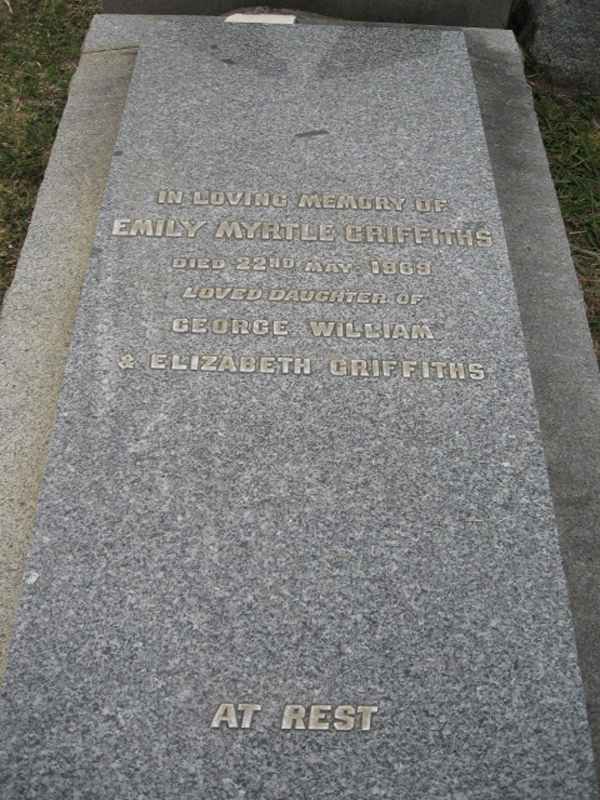 IN LOVING MEMORY OF
EMILY MYRTLE GRIFFITHS
DIED 22ND MAY 1969
LOVED DAUGHTER OF
GEORGE WILLIAM
& ELIZABETH GRIFFITHS
AT REST